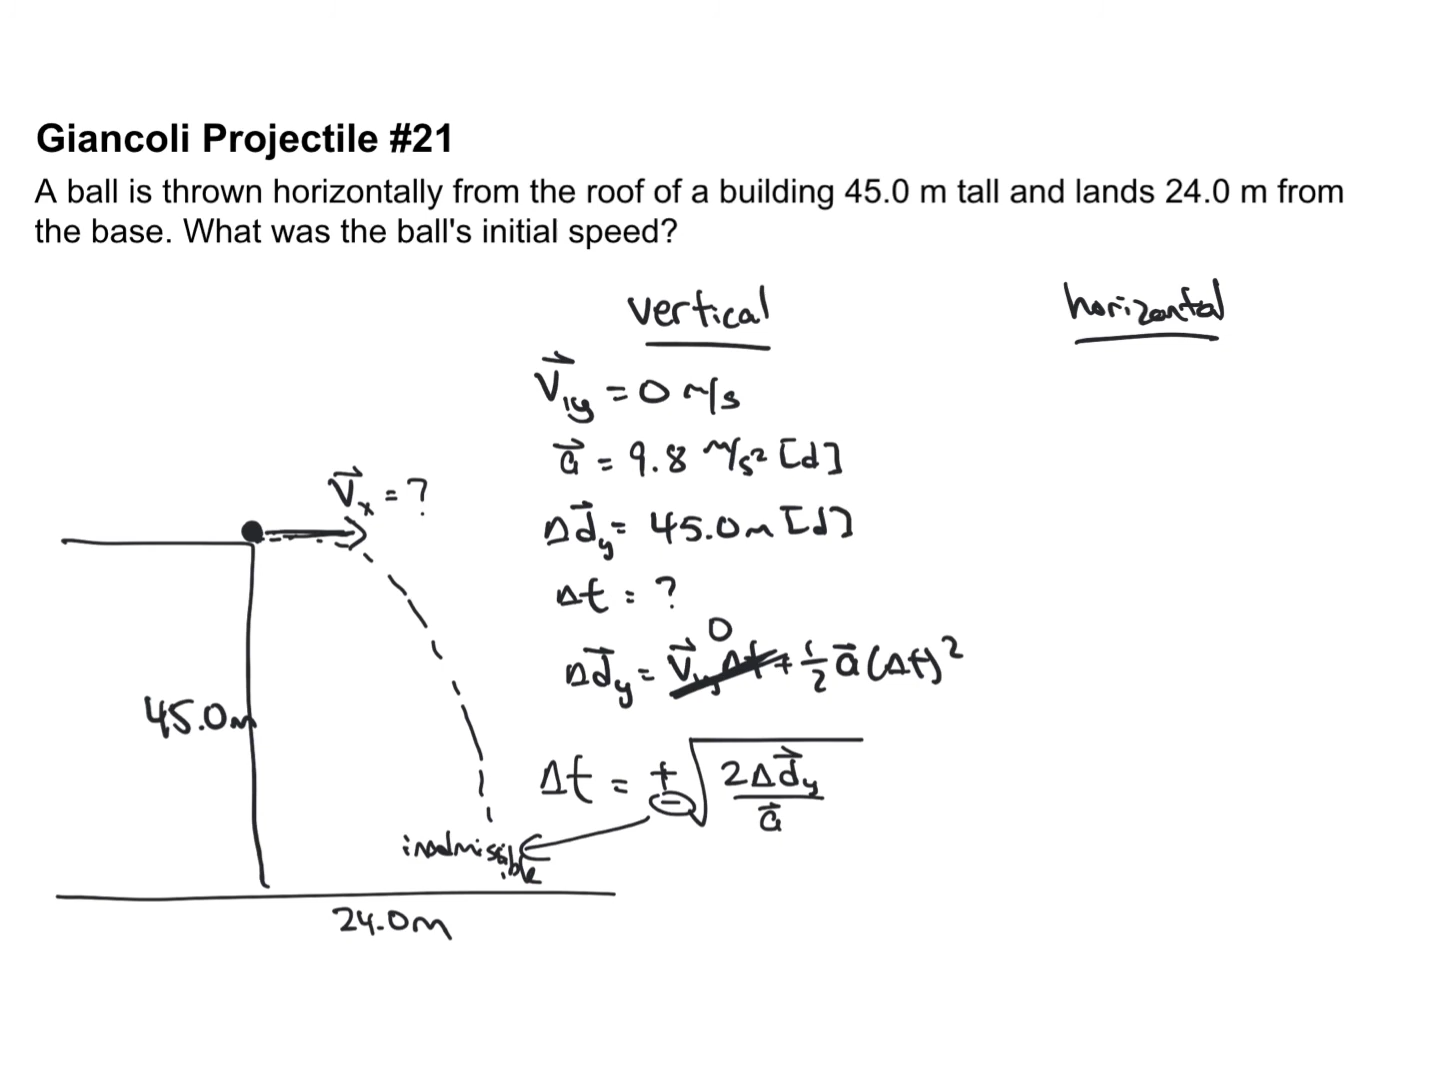 Giancoli Projectile #21
A ball is thrown horizontally from the roof of a building 45.0 m tall and lands 24.0 m from
the base. What was the ball's initial speed?
vertical
horizontal
V⃗₁y = 0 m/s
a⃗ = 9.8 m/s² [d]
V⃗x = ?
Δd⃗y = 45.0m [d]
Δt = ?
0
Δd⃗y = V⃗₁yΔt + ½ a⃗ (Δt)²
45.0m
Δt = ± √(2Δd⃗y / a⃗)
inadmissible
24.0m